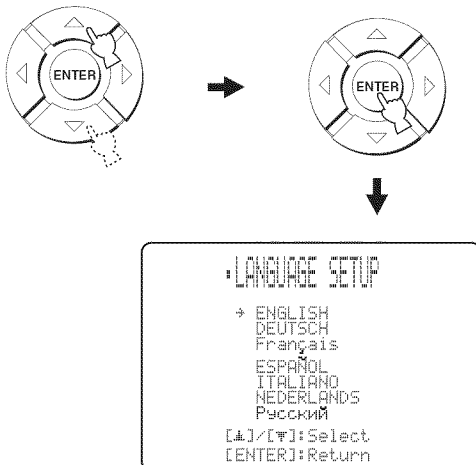 ENTER
ENTER
LANGUAGE SETUP
→ ENGLISH
DEUTSCH
Français
ESPAÑOL
ITALIANO
NEDERLANDS
Русский
[▲]/[▼]:Select
[ENTER]:Return